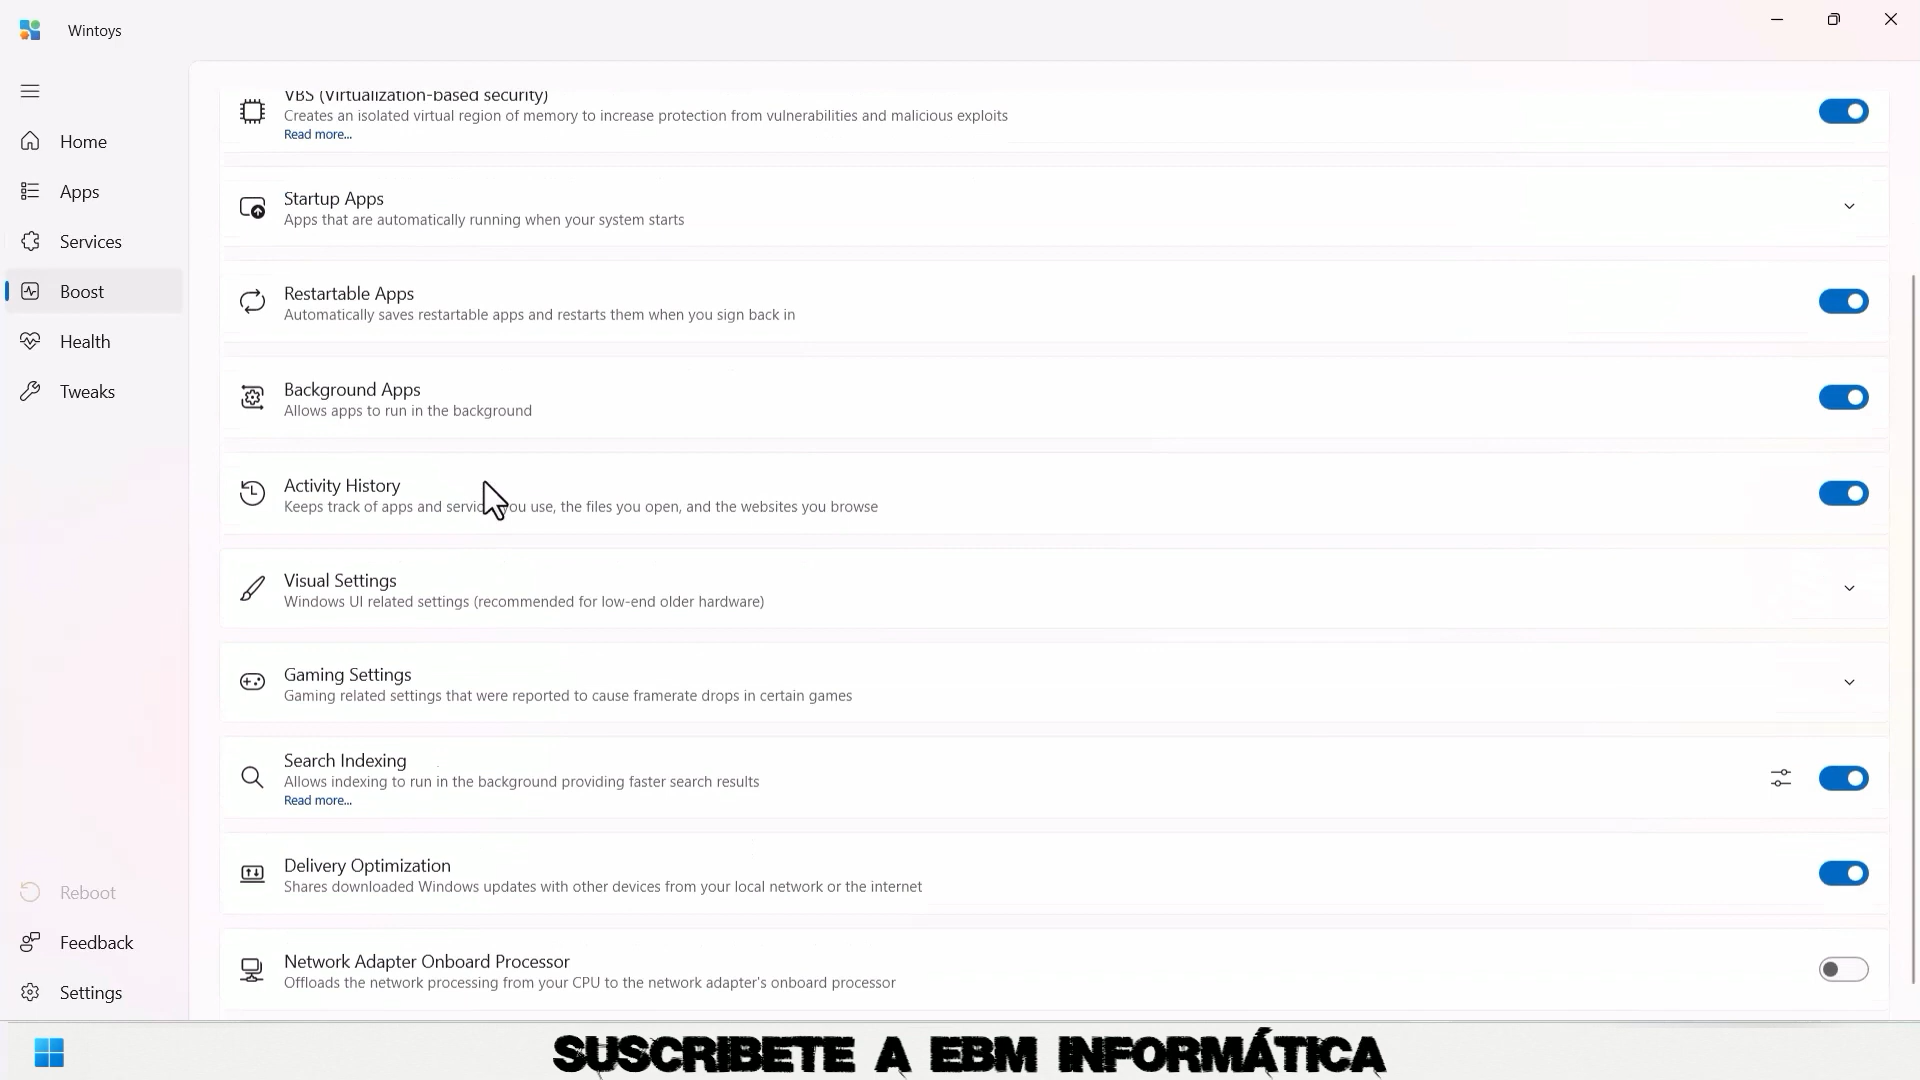 Wintoys
Home
Apps
Services
Boost
Health
Tweaks
Reboot
Feedback
Settings
VBS (Virtualization-based security)
Creates an isolated virtual region of memory to increase protection from vulnerabilities and malicious exploits
Read more...
Startup Apps
Apps that are automatically running when your system starts
Restartable Apps
Automatically saves restartable apps and restarts them when you sign back in
Background Apps
Allows apps to run in the background
Activity History
Keeps track of apps and services you use, the files you open, and the websites you browse
Visual Settings
Windows UI related settings (recommended for low-end older hardware)
Gaming Settings
Gaming related settings that were reported to cause framerate drops in certain games
Search Indexing
Allows indexing to run in the background providing faster search results
Read more...
Delivery Optimization
Shares downloaded Windows updates with other devices from your local network or the internet
Network Adapter Onboard Processor
Offloads the network processing from your CPU to the network adapter's onboard processor
SUSCRIBETE A EBM INFORMÁTICA